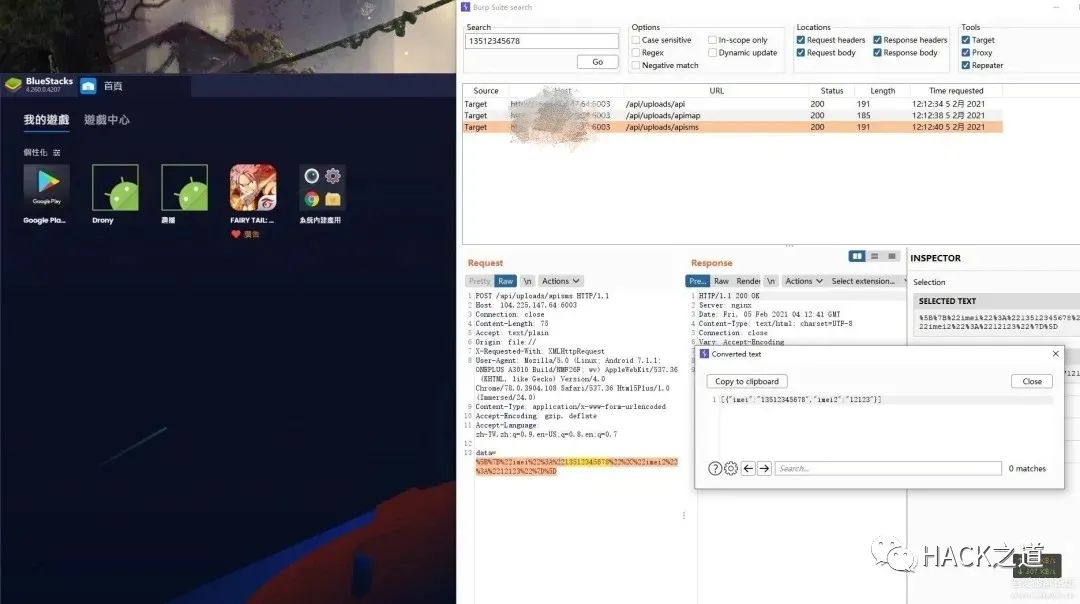 BlueStacks
4.260.0.4207
首頁
我的遊戲 遊戲中心
個性化
Google Play
Google Pla...
Drony
FAIRY TAIL: ...
廣告
系統內建應用
Burp Suite search
Search
13512345678
Go
Options
Case sensitive In-scope only
Regex Dynamic update
Negative match
Locations
Request headers Response headers
Request body Response body
Tools
Target
Proxy
Repeater
Source Host URL Status Length Time requested
Target :6003 /api/uploads/api 200 191 12:12:34 5 2月 2021
Target :6003 /api/uploads/apimap 200 185 12:12:38 5 2月 2021
Target :6003 /api/uploads/apisms 200 191 12:12:40 5 2月 2021
Request
Pretty Raw \n Actions
1 POST /api/uploads/apisms HTTP/1.1
2 Host: 104.225.147.64:6003
3 Connection: close
4 Content-Length: 75
5 Accept: text/plain
6 Origin: file://
7 X-Requested-With: XMLHttpRequest
8 User-Agent: Mozilla/5.0 (Linux; Android 7.1.1;
ONEPLUS A3010 Build/NMF26F; wv) AppleWebKit/537.36
(KHTML, like Gecko) Version/4.0
Chrome/78.0.3904.108 Safari/537.36 Html5Plus/1.0
(Immersed/24.0)
9 Content-Type: application/x-www-form-urlencoded
10 Accept-Encoding: gzip, deflate
11 Accept-Language:
zh-TW,zh;q=0.9,en-US;q=0.8,en;q=0.7
12
13 data=
%5B%7B%22imei%22%3A%2213512345678%22%2C%22imei2%22
%3A%2212123%22%7D%5D
Response
Pre... Raw Render \n Actions Select extension...
1 HTTP/1.1 200 OK
2 Server: nginx
3 Date: Fri, 05 Feb 2021 04:12:41 GMT
4 Content-Type: text/html; charset=UTF-8
5 Connection: close
6 Vary: Accept-Encoding
INSPECTOR
Selection
SELECTED TEXT
%5B%7B%22imei%22%3A%2213512345678%2
22imei2%22%3A%2212123%22%7D%5D
Converted text
Copy to clipboard Close
1 [{"imei":"13512345678","imei2":"12123"}]
Search... 0 matches
HACK之道